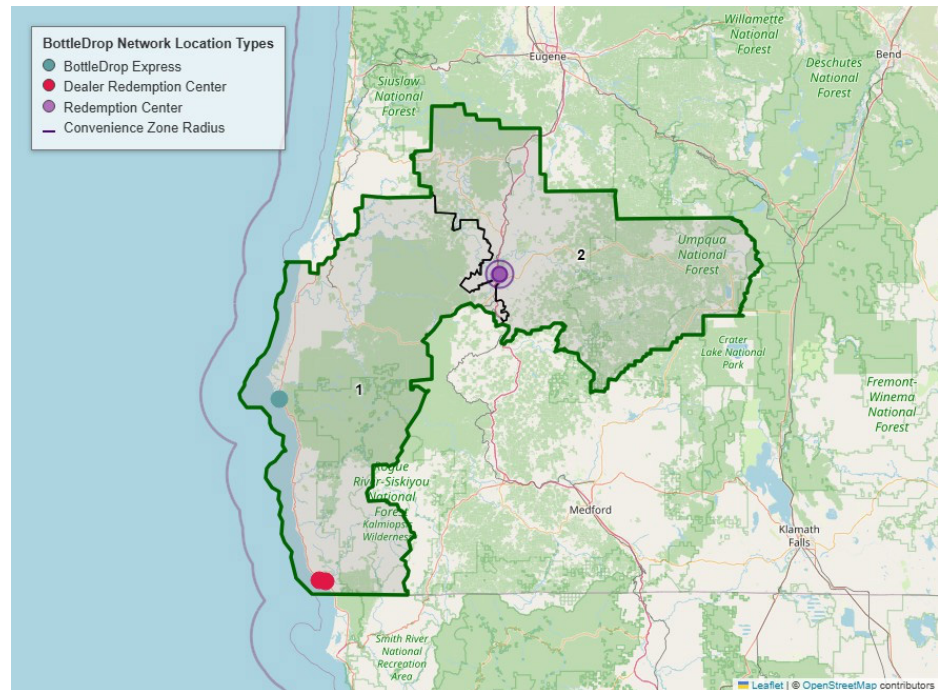 BottleDrop Network Location Types
BottleDrop Express
Dealer Redemption Center
Redemption Center
Convenience Zone Radius
Willamette
National
Forest
Eugene
Bend
Deschutes
National
Forest
Siuslaw
National
Forest
2
Umpqua
National
Forest
Crater
Lake National
Park
1
Fremont-
Winema
National
Forest
Rogue
River-Siskiyou
National
Forest
Kalmiopsis
Wilderness
Medford
Klamath
Falls
Smith River
National
Recreation
Area
Leaflet | © OpenStreetMap contributors